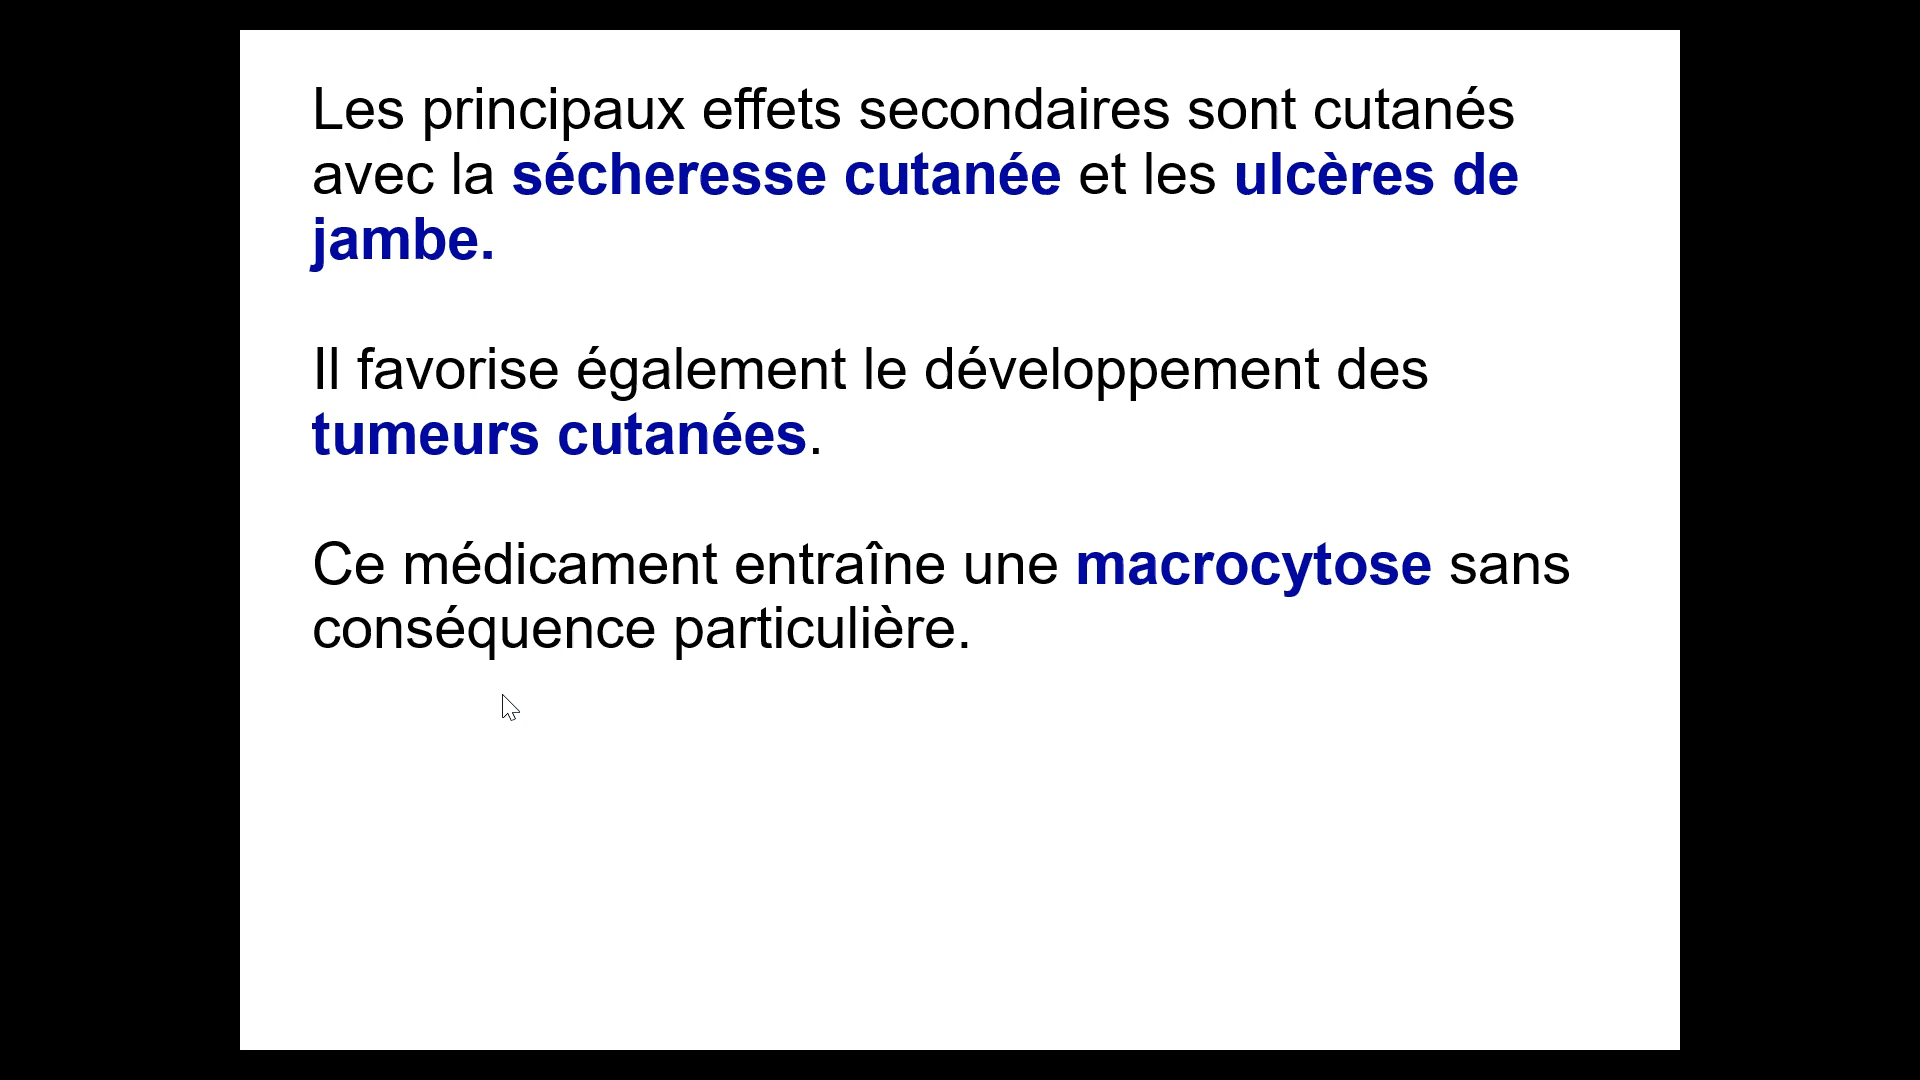 Les principaux effets secondaires sont cutanés
avec la sécheresse cutanée et les ulcères de
jambe.
Il favorise également le développement des
tumeurs cutanées.
Ce médicament entraîne une macrocytose sans
conséquence particulière.